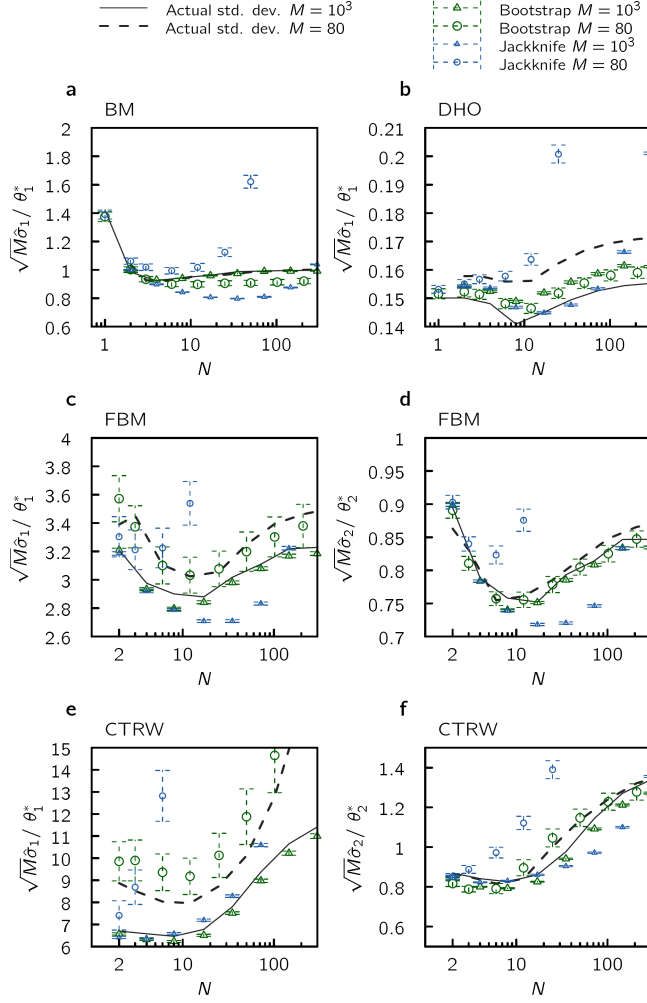 Actual std. dev. M = 10³
Actual std. dev. M = 80
Bootstrap M = 10³
Bootstrap M = 80
Jackknife M = 10³
Jackknife M = 80
a
BM
2
1.8
1.6
1.4
1.2
1
0.8
0.6
√Mσ̂₁/ θ₁*
1 10 100
N
b
DHO
0.21
0.2
0.19
0.18
0.17
0.16
0.15
0.14
√Mσ̂₁/ θ₁*
1 10 100
N
c
FBM
4
3.8
3.6
3.4
3.2
3
2.8
2.6
√Mσ̂₁/ θ₁*
2 10 100
N
d
FBM
1
0.95
0.9
0.85
0.8
0.75
0.7
√Mσ̂₂/ θ₂*
2 10 100
N
e
CTRW
15
14
13
12
11
10
9
8
7
6
√Mσ̂₁/ θ₁*
2 10 100
N
f
CTRW
1.4
1.2
1
0.8
0.6
√Mσ̂₂/ θ₂*
2 10 100
N